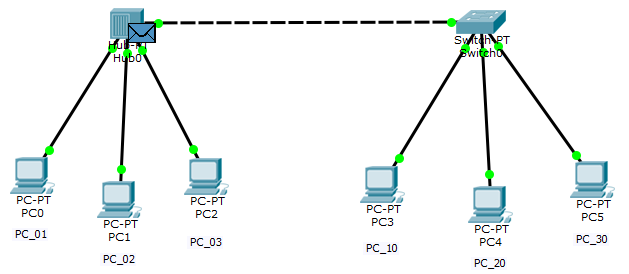 Hub-PT
Hub0
Switch-PT
Switch0
PC-PT
PC0
PC_01
PC-PT
PC1
PC_02
PC-PT
PC2
PC_03
PC-PT
PC3
PC_10
PC-PT
PC4
PC_20
PC-PT
PC5
PC_30